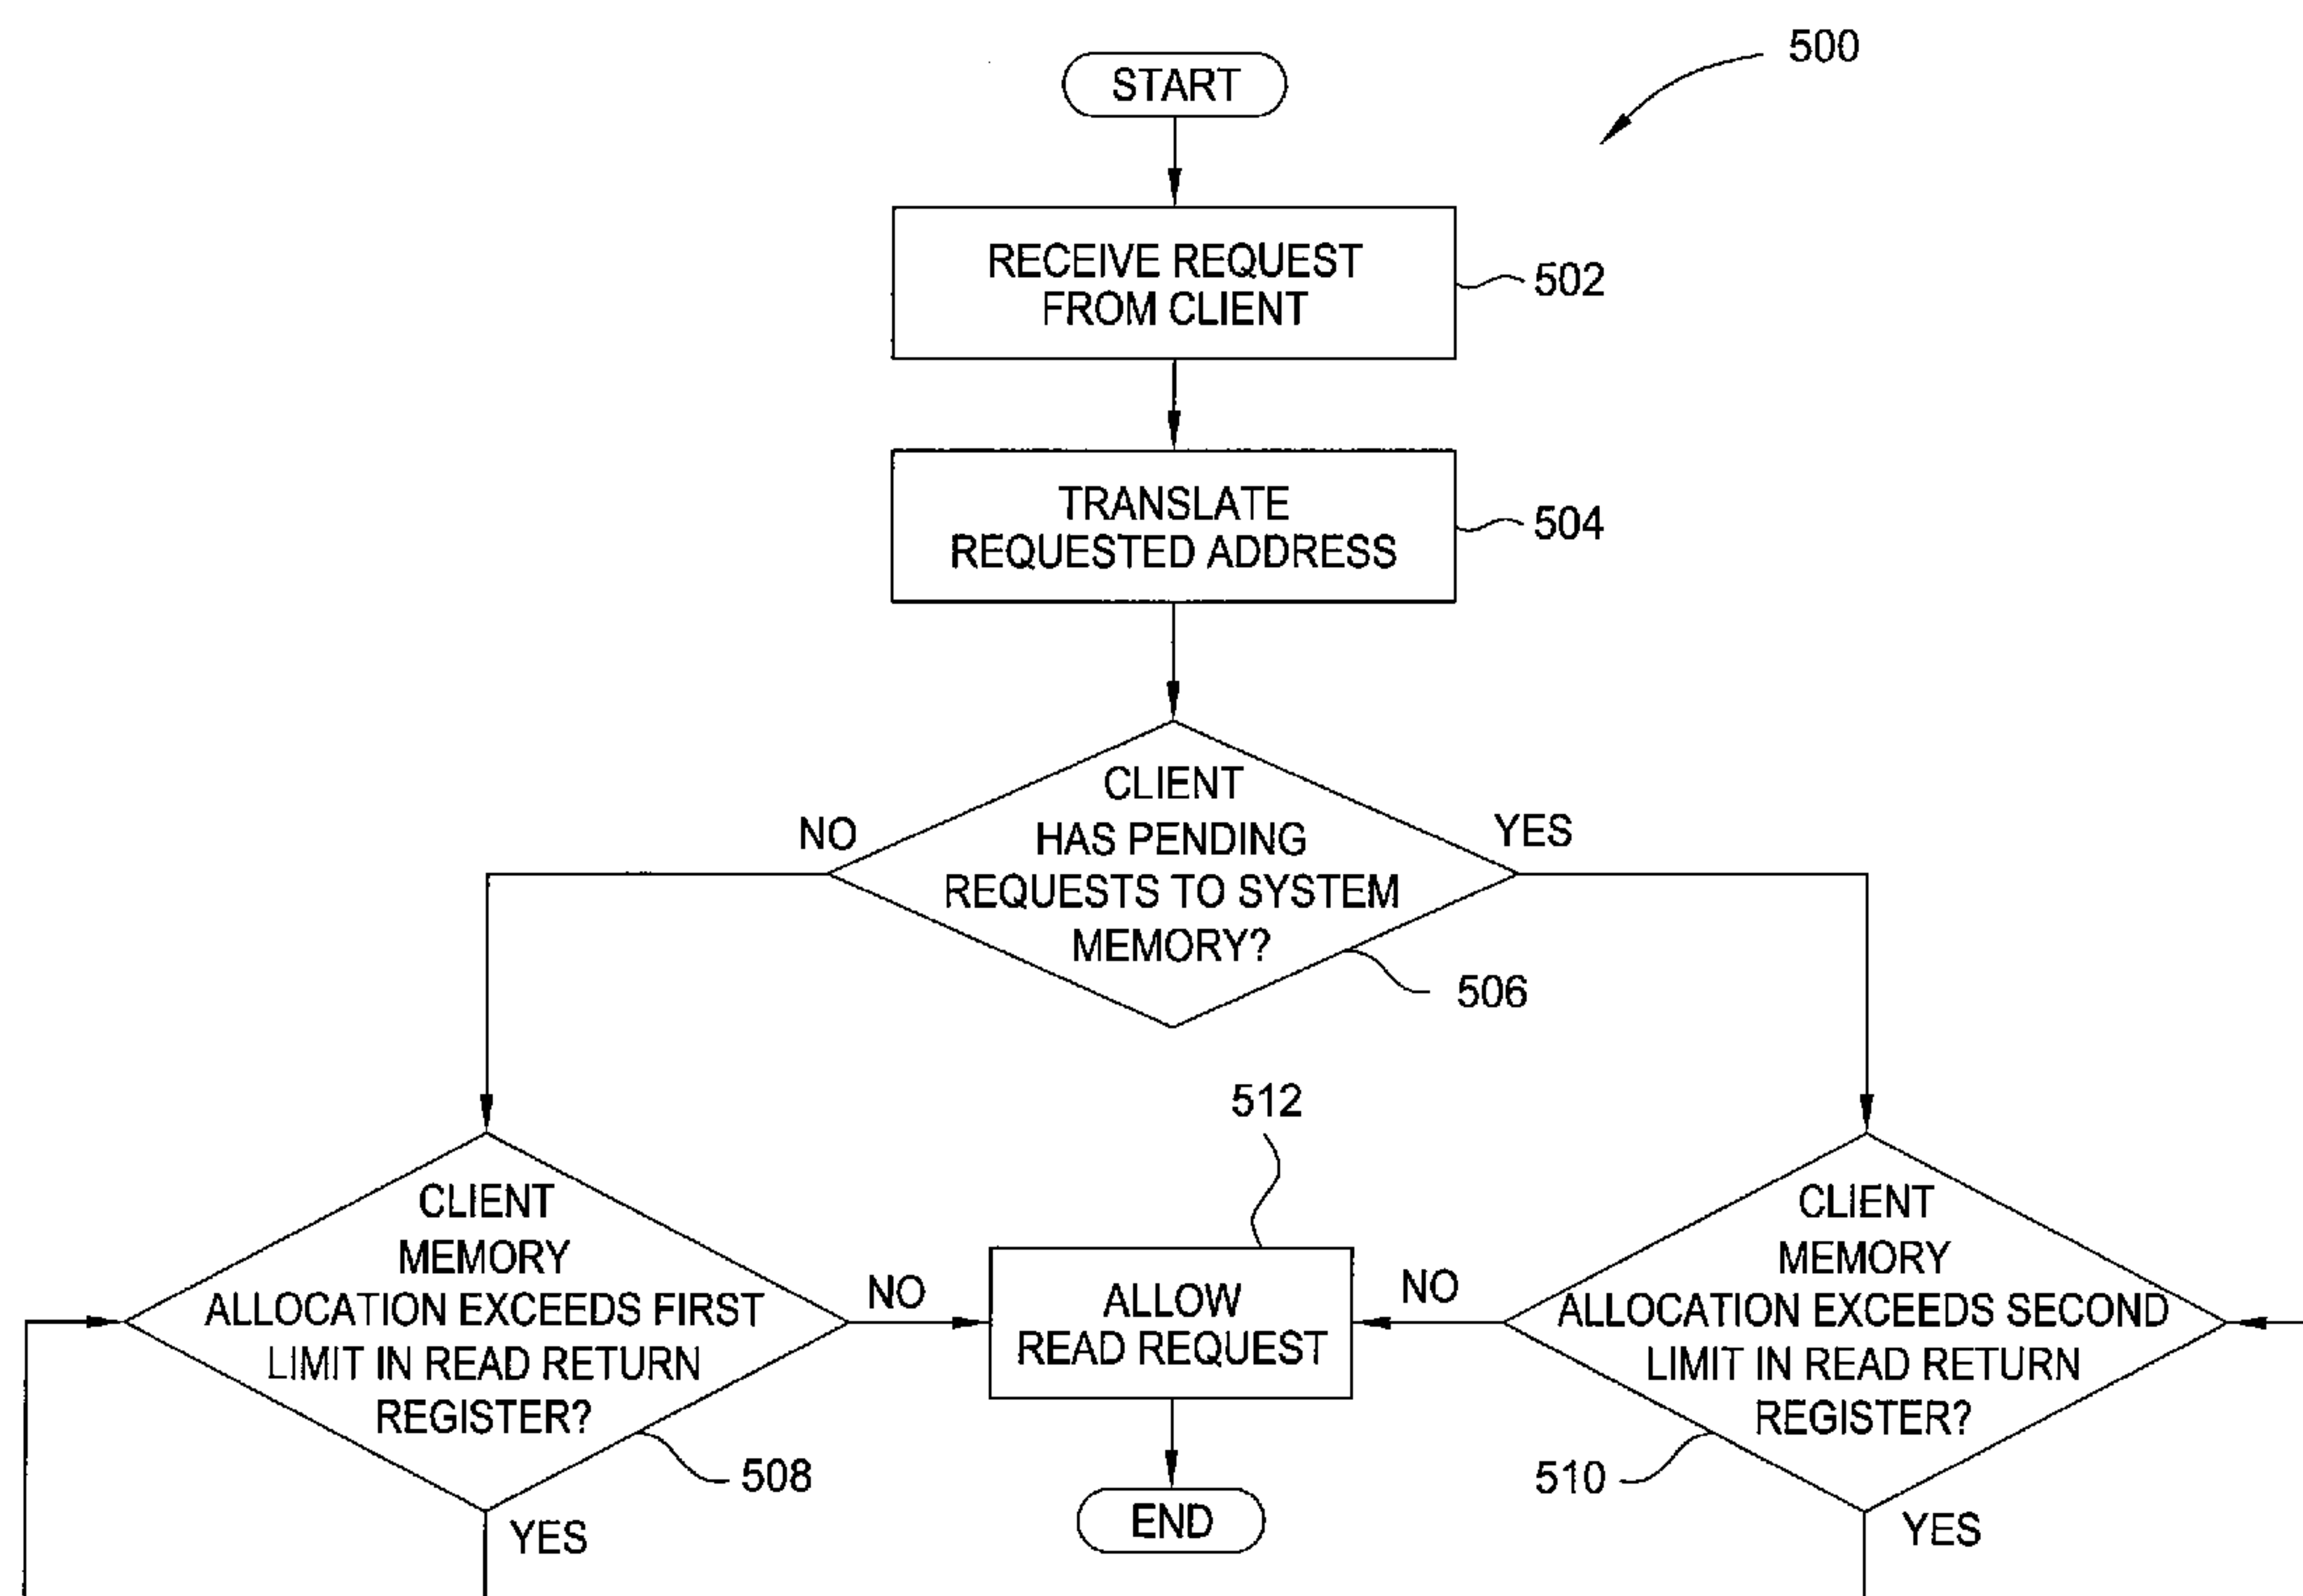 500
START
RECEIVE REQUEST
FROM CLIENT
502
TRANSLATE
REQUESTED ADDRESS
504
CLIENT
HAS PENDING
REQUESTS TO SYSTEM
MEMORY?
NO
YES
506
512
CLIENT
MEMORY
ALLOCATION EXCEEDS FIRST
LIMIT IN READ RETURN
REGISTER?
NO
ALLOW
READ REQUEST
NO
CLIENT
MEMORY
ALLOCATION EXCEEDS SECOND
LIMIT IN READ RETURN
REGISTER?
508
510
YES
END
YES